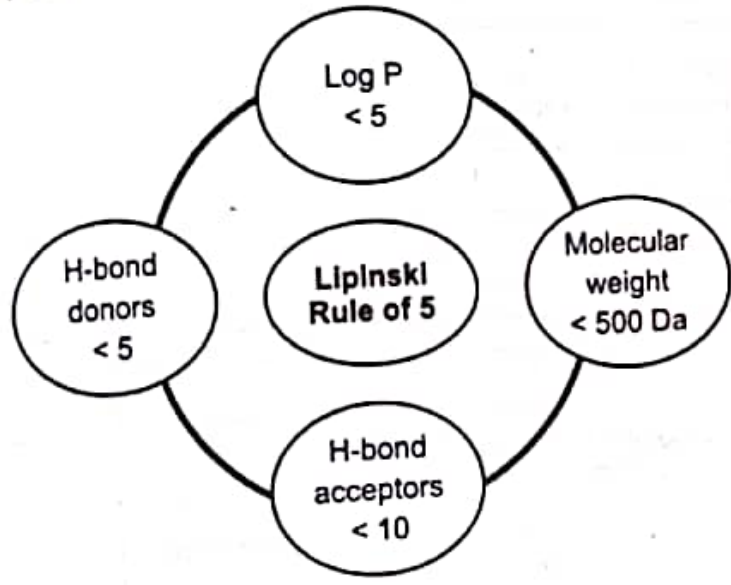 Log P
< 5
H-bond
donors
< 5
Lipinski
Rule of 5
Molecular
weight
< 500 Da
H-bond
acceptors
< 10